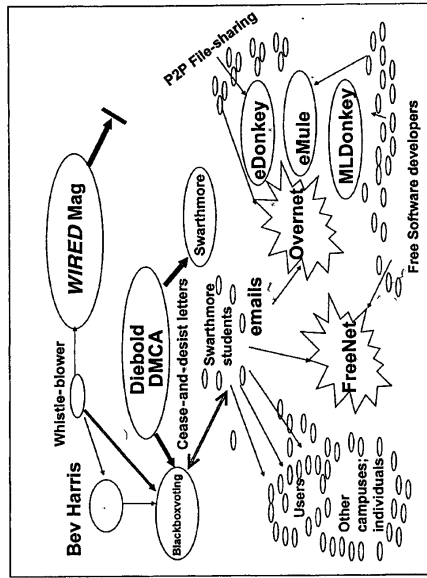 Bev Harris
Whistle-blower
WIRED Mag
Diebold
DMCA
Cease-and-desist letters
Swarthmore
Blackboxvoting
Swarthmore
students
emails
P2P File-sharing
eDonkey
eMule
MLDonkey
Overnet
FreeNet
Free Software developers
Users
Other
campuses;
individuals